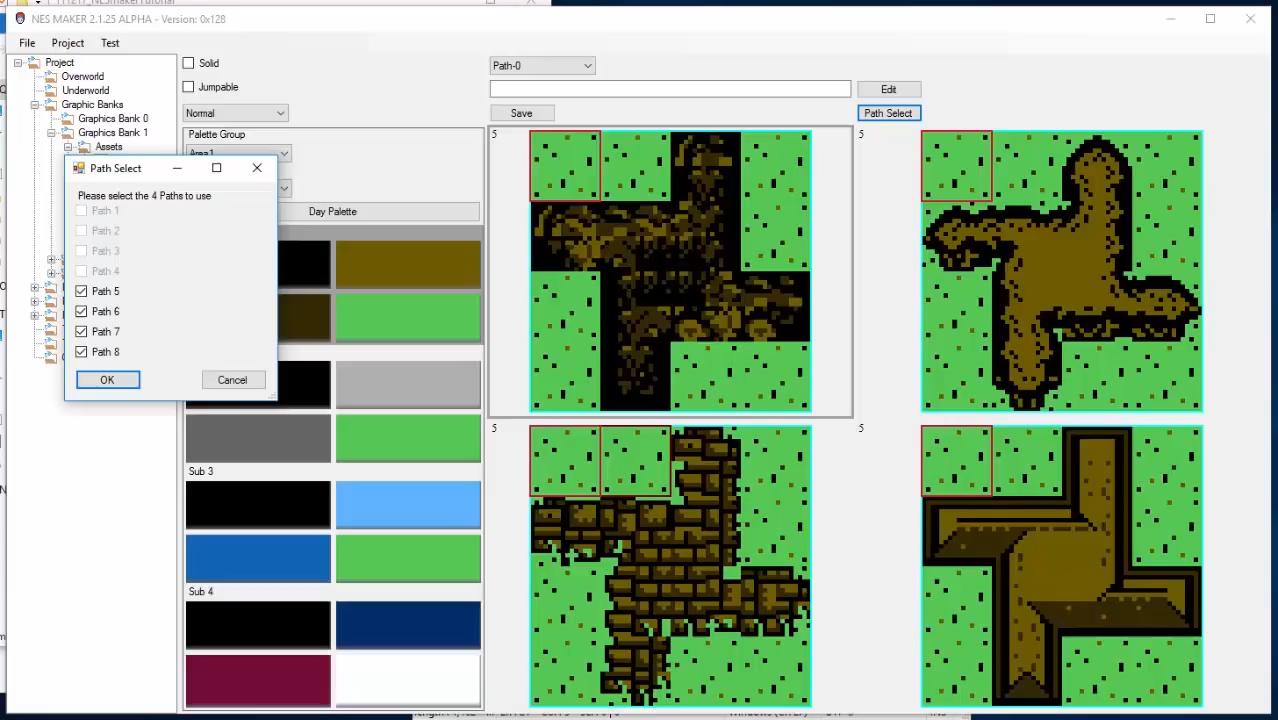 NES MAKER 2.1.25 ALPHA - Version: 0x128
File Project Test
Project
Overworld
Underworld
Graphic Banks
Graphics Bank 0
Graphics Bank 1
Assets
Path Select
Please select the 4 Paths to use
Path 1
Path 2
Path 3
Path 4
Path 5
Path 6
Path 7
Path 8
OK Cancel
Solid
Jumpable
Normal
Palette Group
Area1
Day Palette
Sub 3
Sub 4
Path-0
Edit
Save
Path Select
5
5
5
5